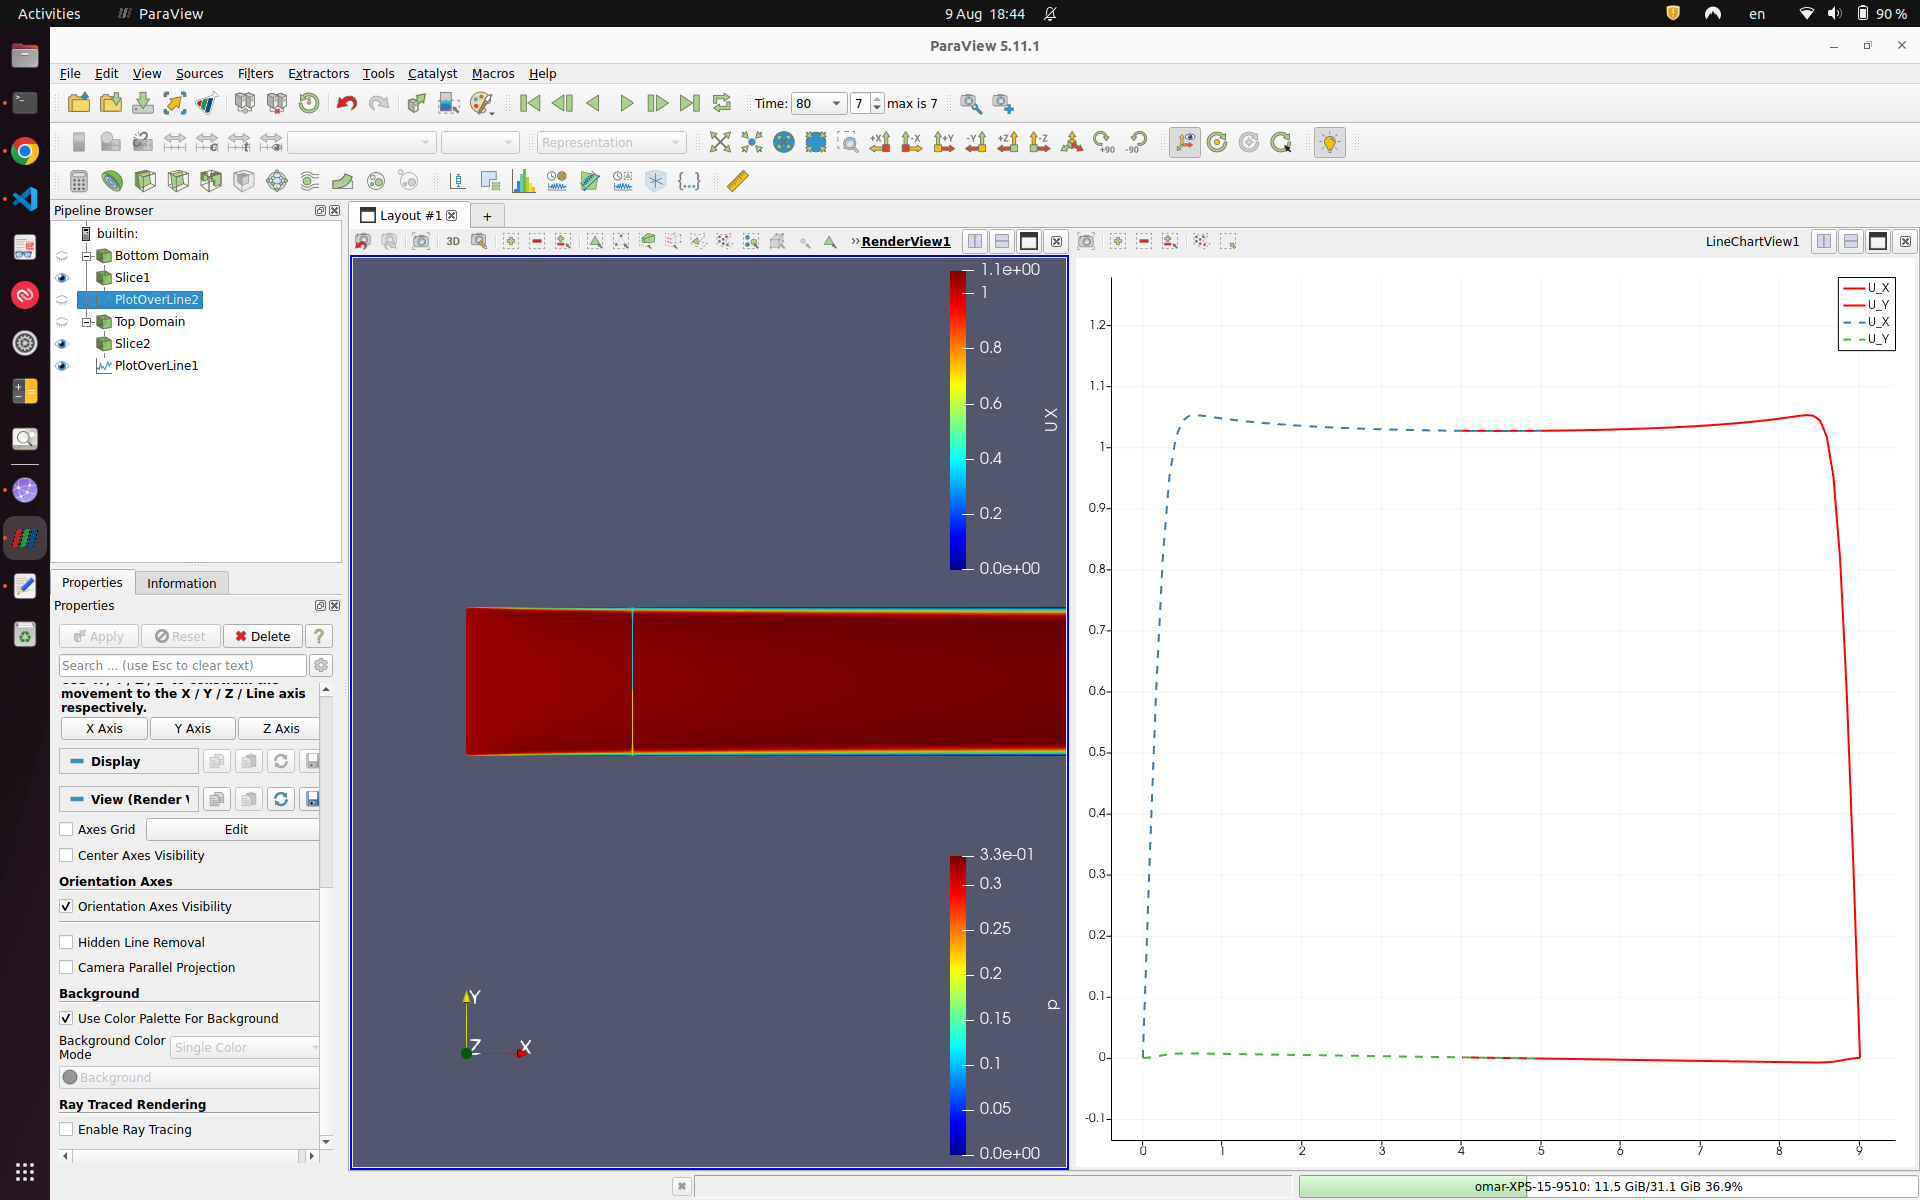 Activities
ParaView
9 Aug 18:44
en
90 %
ParaView 5.11.1
File Edit View Sources Filters Extractors Tools Catalyst Macros Help
Time: 80 7 max is 7
Representation
+X -X +Y -Y +Z -Z +90 -90
Pipeline Browser
builtin:
Bottom Domain
Slice1
PlotOverLine2
Top Domain
Slice2
PlotOverLine1
Properties Information
Properties
Apply Reset Delete ?
Search ... (use Esc to clear text)
movement to the X / Y / Z / Line axis
respectively.
X Axis Y Axis Z Axis
Display
View (Render V
Axes Grid Edit
Center Axes Visibility
Orientation Axes
Orientation Axes Visibility
Hidden Line Removal
Camera Parallel Projection
Background
Use Color Palette For Background
Background Color
Mode
Single Color
Background
Ray Traced Rendering
Enable Ray Tracing
Layout #1
+
3D
RenderView1
1.1e+00
1
0.8
0.6
0.4
0.2
0.0e+00
U X
3.3e-01
0.3
0.25
0.2
0.15
0.1
0.05
0.0e+00
p
Y
Z
X
LineChartView1
U_X
U_Y
U_X
U_Y
1.2
1.1
1
0.9
0.8
0.7
0.6
0.5
0.4
0.3
0.2
0.1
0
-0.1
0 1 2 3 4 5 6 7 8 9
omar-XPS-15-9510: 11.5 GiB/31.1 GiB 36.9%